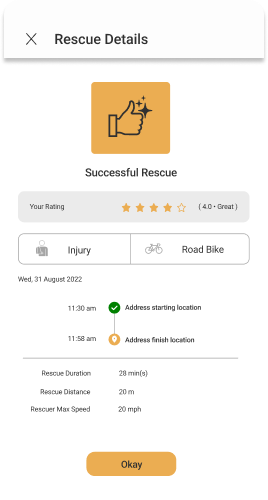 Rescue Details
Successful Rescue
Your Rating ( 4.0 • Great )
Injury Road Bike
Wed, 31 August 2022
11:30 am Address starting location
11:58 am Address finish location
Rescue Duration 28 min(s)
Rescue Distance 20 m
Rescuer Max Speed 20 mph
Okay